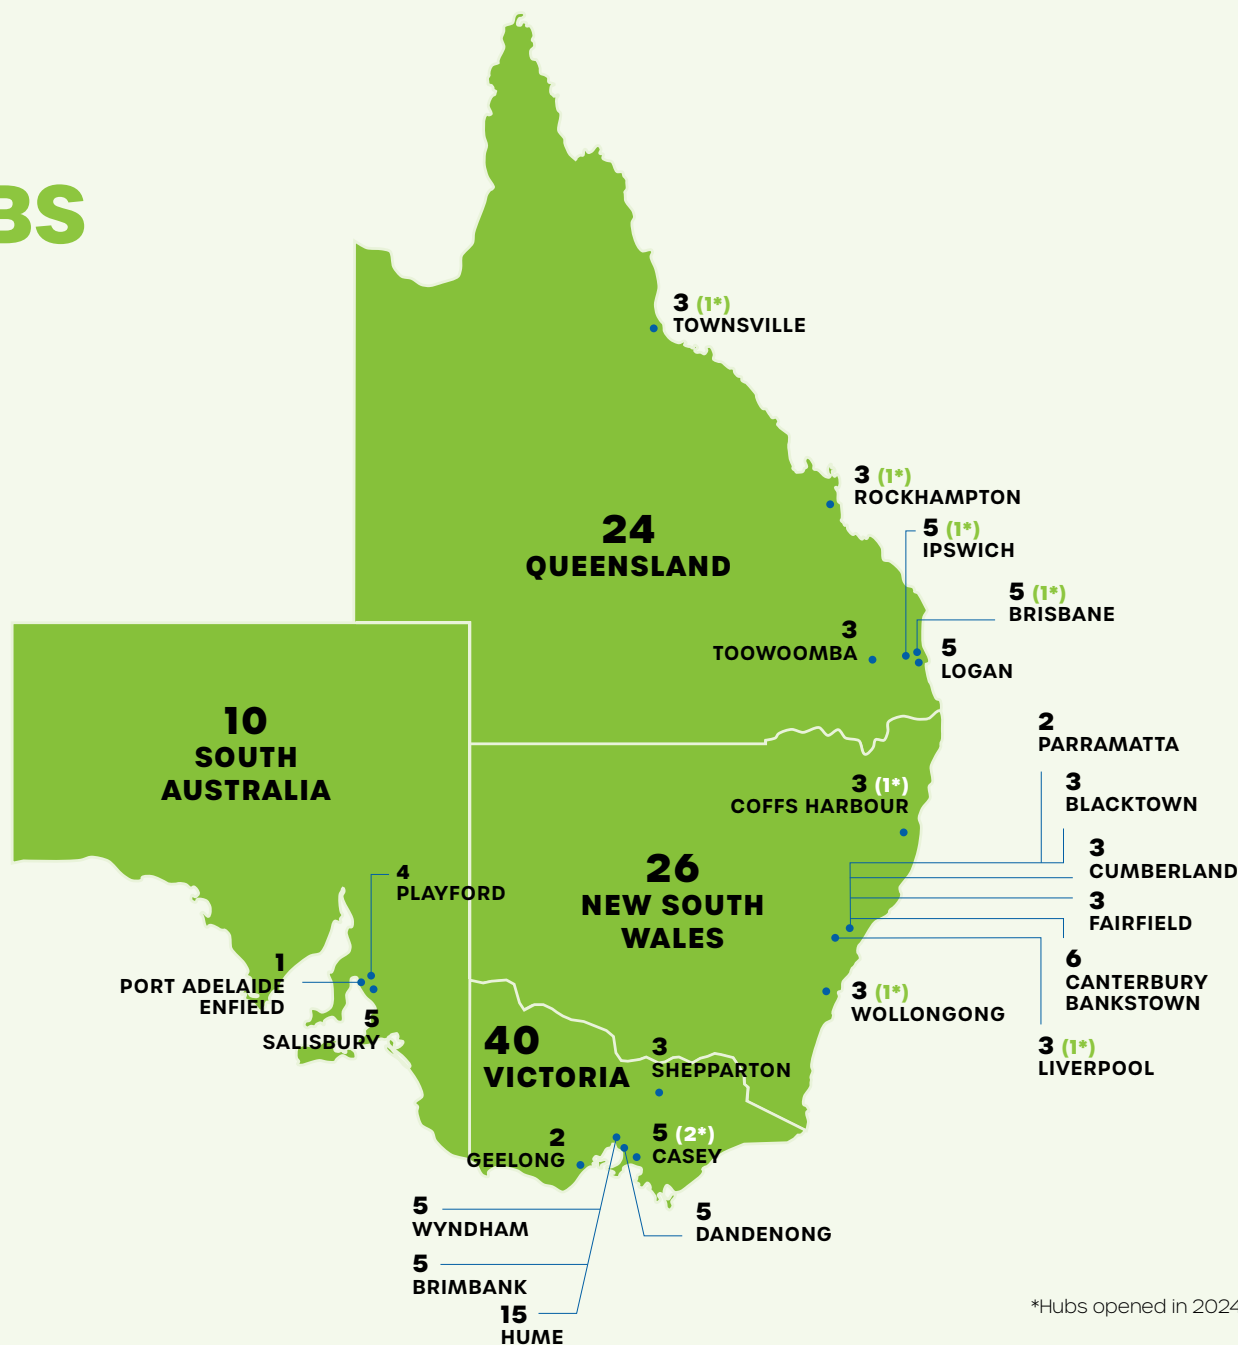 BS
3 (1*)
TOWNSVILLE
3 (1*)
ROCKHAMPTON
24
QUEENSLAND
5 (1*)
IPSWICH
5 (1*)
BRISBANE
3
TOOWOOMBA
5
LOGAN
10
SOUTH
AUSTRALIA
2
PARRAMATTA
3 (1*)
COFFS HARBOUR
3
BLACKTOWN
3
CUMBERLAND
26
NEW SOUTH
WALES
4
PLAYFORD
3
FAIRFIELD
1
PORT ADELAIDE
ENFIELD
6
CANTERBURY
BANKSTOWN
3 (1*)
WOLLONGONG
5
SALISBURY
40
VICTORIA
3
SHEPPARTON
3 (1*)
LIVERPOOL
2
GEELONG
5 (2*)
CASEY
5
WYNDHAM
5
DANDENONG
5
BRIMBANK
15
HUME
*Hubs opened in 2024